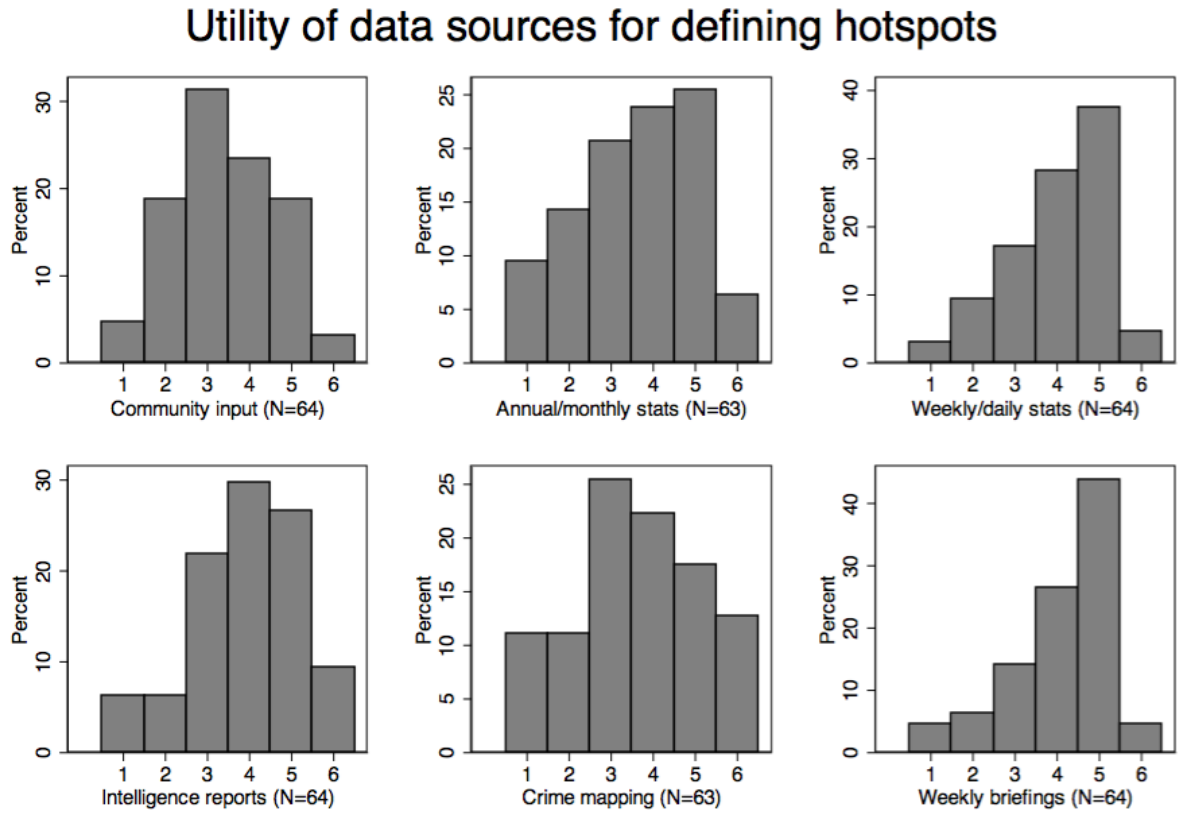 Utility of data sources for defining hotspots
Percent
0 10 20 30
1 2 3 4 5 6
Community input (N=64)
Percent
0 5 10 15 20 25
1 2 3 4 5 6
Annual/monthly stats (N=63)
Percent
0 10 20 30 40
1 2 3 4 5 6
Weekly/daily stats (N=64)
Percent
0 10 20 30
1 2 3 4 5 6
Intelligence reports (N=64)
Percent
0 5 10 15 20 25
1 2 3 4 5 6
Crime mapping (N=63)
Percent
0 10 20 30 40
1 2 3 4 5 6
Weekly briefings (N=64)